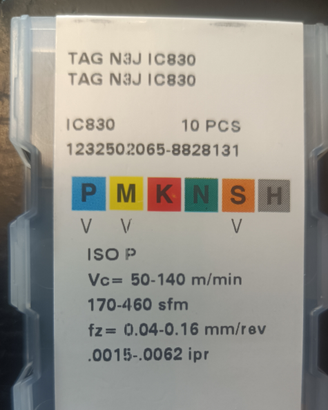 TAG N3J IC830
TAG N3J IC830
IC830 10 PCS
1232502065-8828131
P M K N S H
V V V
ISO P
Vc= 50-140 m/min
170-460 sfm
fz= 0.04-0.16 mm/rev
.0015-.0062 ipr